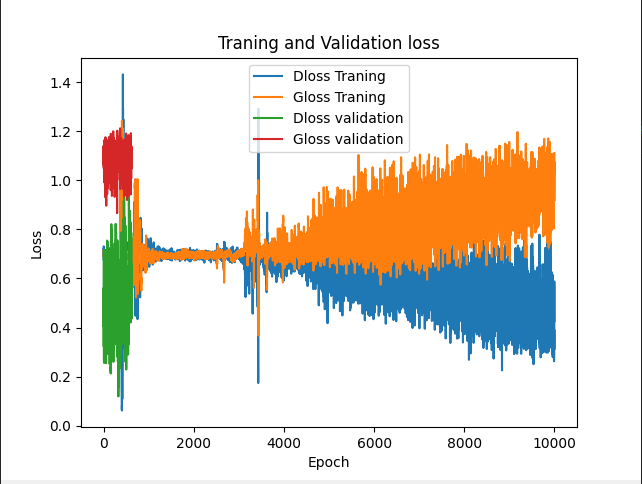 Traning and Validation loss
Dloss Traning
Gloss Traning
Dloss validation
Gloss validation
Loss
1.4
1.2
1.0
0.8
0.6
0.4
0.2
0.0
0 2000 4000 6000 8000 10000
Epoch